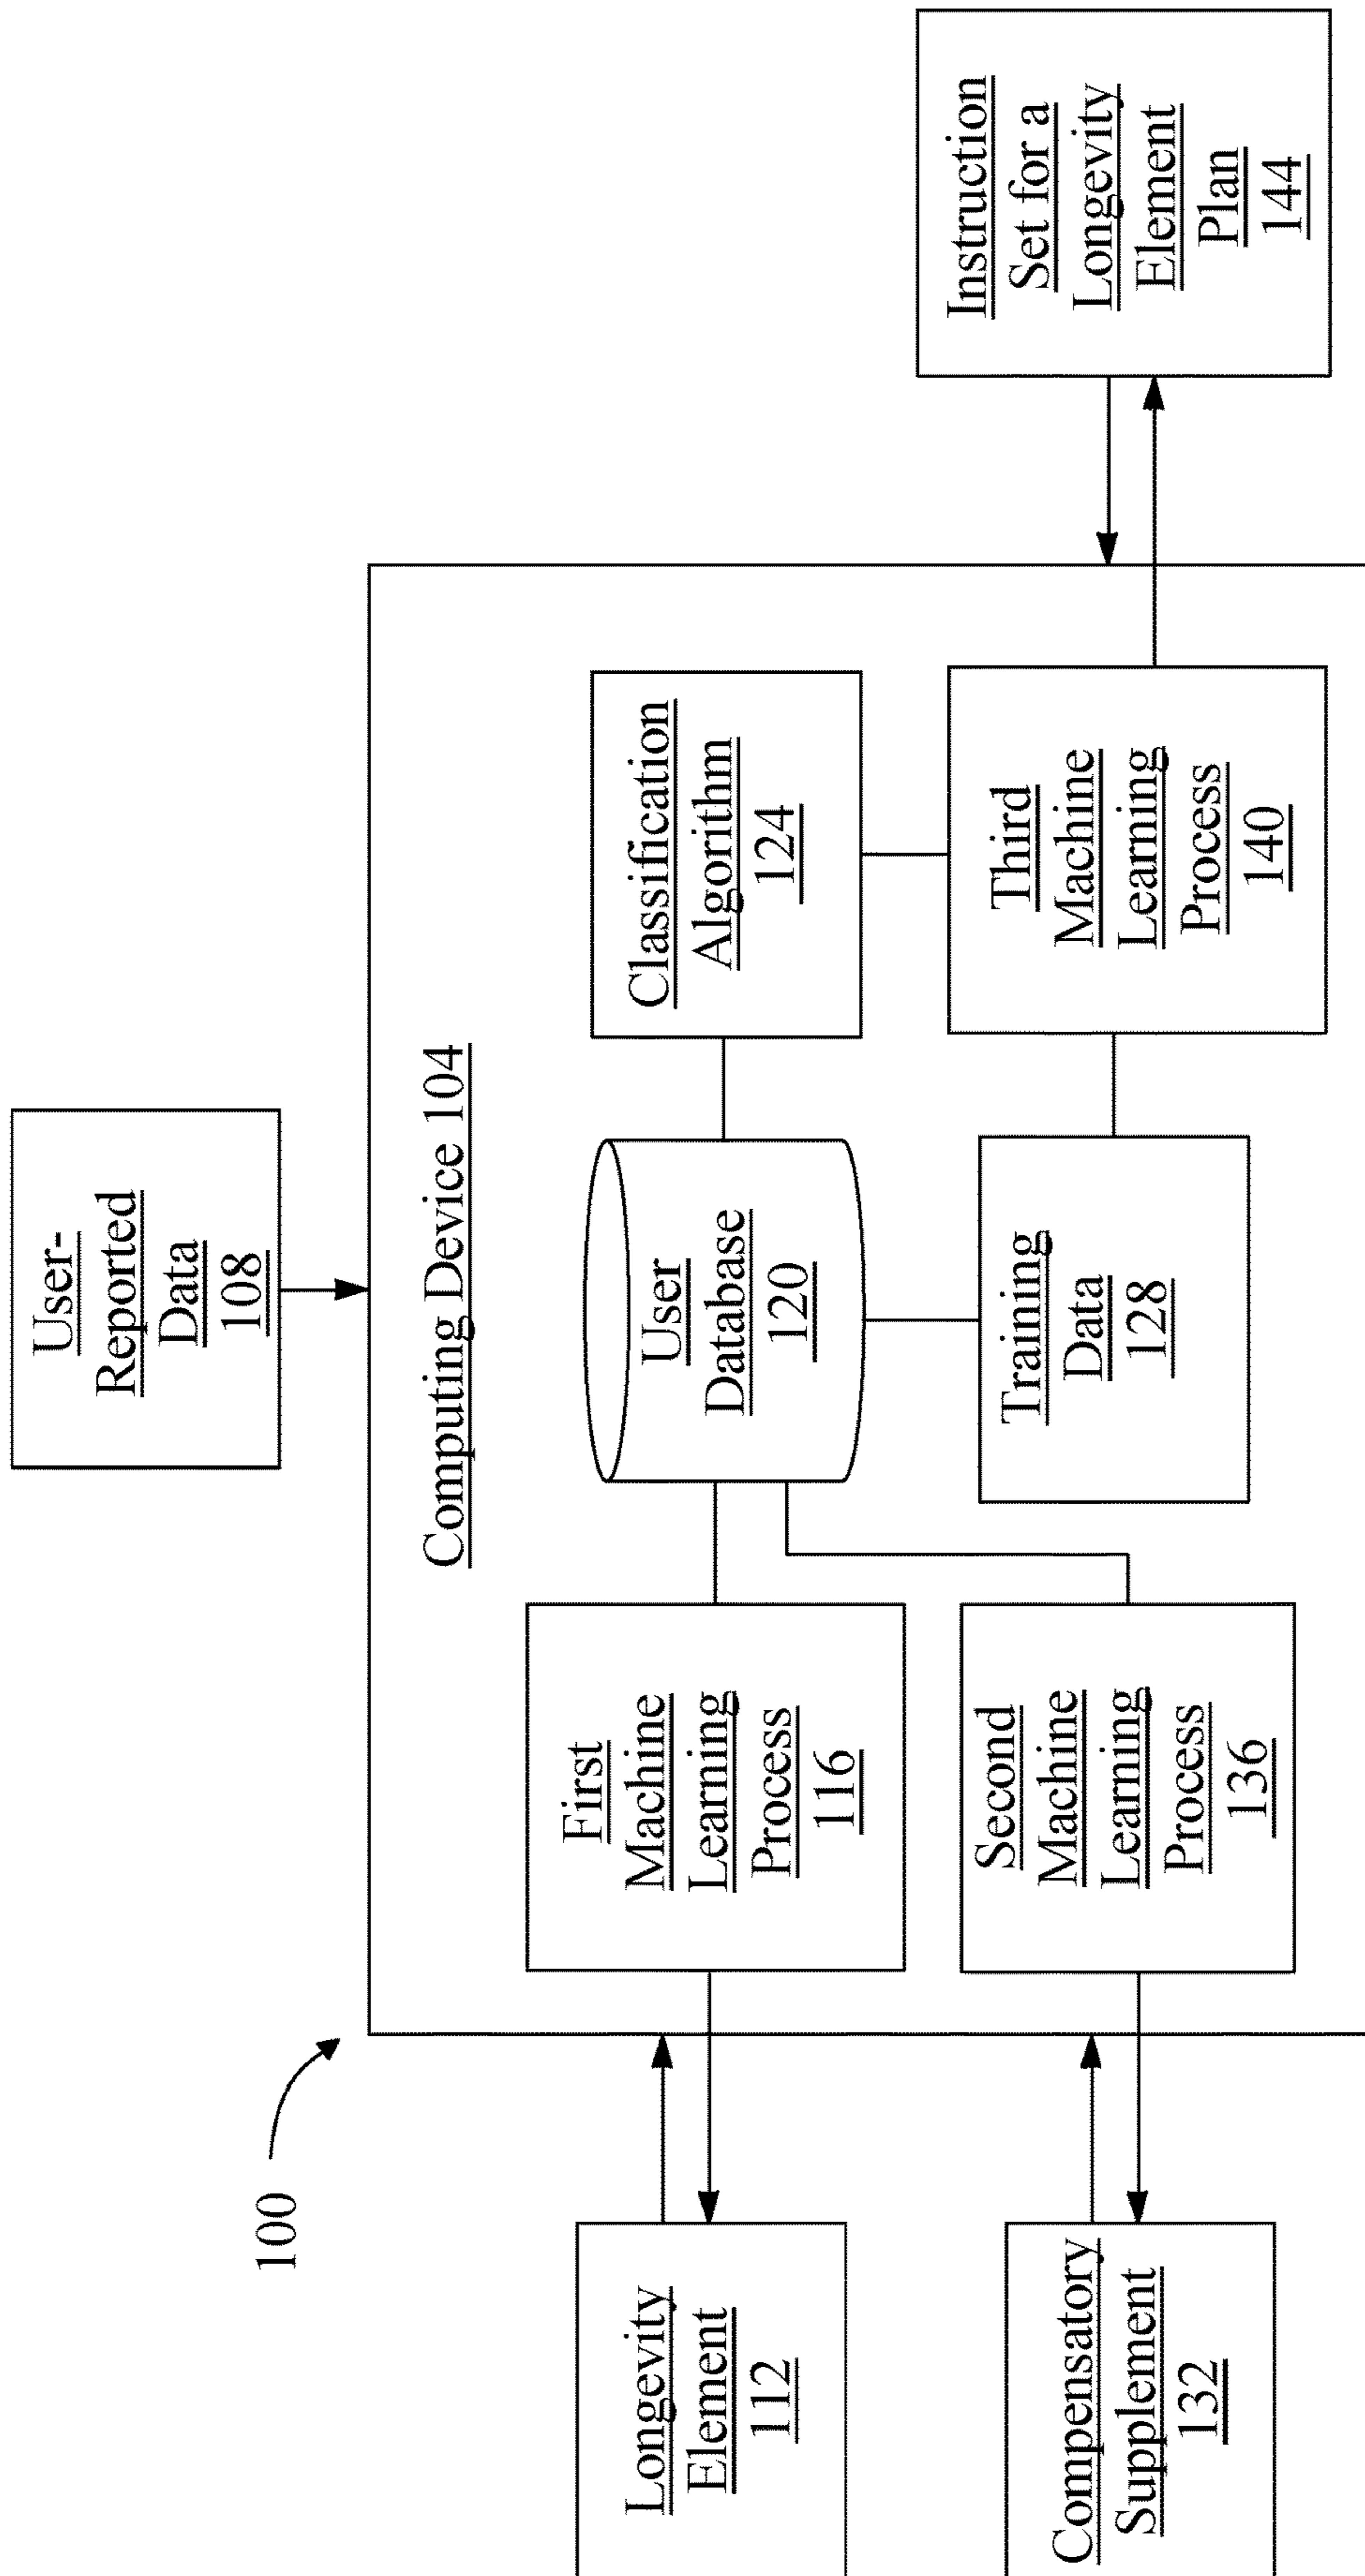 100
User-
Reported
Data
108
Computing Device 104
Longevity
Element
112
First
Machine
Learning
Process
116
User
Database
120
Classification
Algorithm
124
Compensatory
Supplement
132
Second
Machine
Learning
Process
136
Training
Data
128
Third
Machine
Learning
Process
140
Instruction
Set for a
Longevity
Element
Plan
144